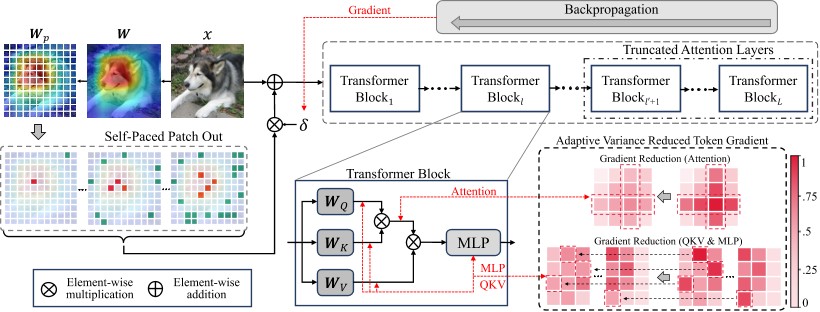 Gradient
Backpropagation
W_p
W
x
Truncated Attention Layers
Transformer
Block_1
Transformer
Block_l
Transformer
Block_{l'+1}
Transformer
Block_L
δ
Self-Paced Patch Out
Transformer Block
W_Q
W_K
W_V
MLP
Attention
MLP
QKV
Adaptive Variance Reduced Token Gradient
Gradient Reduction (Attention)
Gradient Reduction (QKV & MLP)
1
.75
.5
.25
0
Element-wise
multiplication
Element-wise
addition